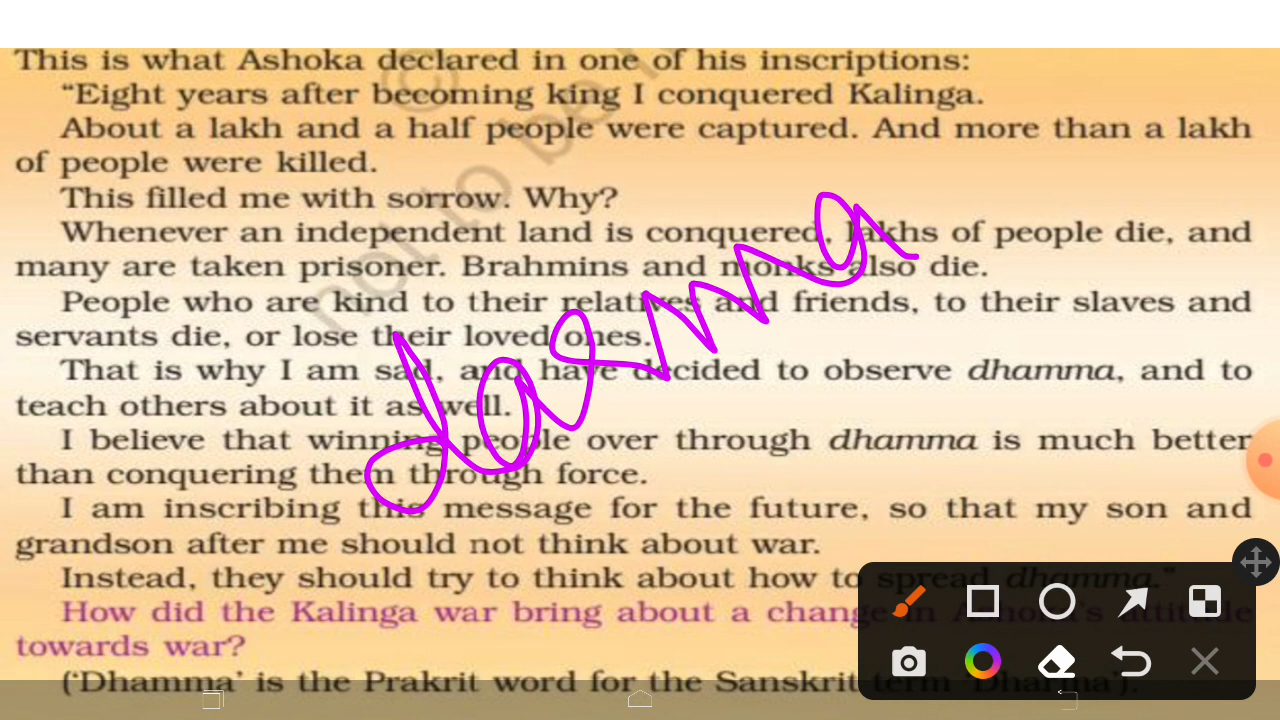 This is what Ashoka declared in one of his inscriptions:
“Eight years after becoming king I conquered Kalinga.
About a lakh and a half people were captured. And more than a lakh
of people were killed.
This filled me with sorrow. Why?
Whenever an independent land is conquered, lakhs of people die, and
many are taken prisoner. Brahmins and monks also die.
People who are kind to their relatives and friends, to their slaves and
servants die, or lose their loved ones.
That is why I am sad, and have decided to observe dhamma, and to
teach others about it as well.
I believe that winning people over through dhamma is much better
than conquering them through force.
I am inscribing this message for the future, so that my son and
grandson after me should not think about war.
Instead, they should try to think about how to spread dhamma.”
How did the Kalinga war bring about a change in Ashoka’s attitude
towards war?
(‘Dhamma’ is the Prakrit word for the Sanskrit term ‘Dharma’).
© not to be
damma